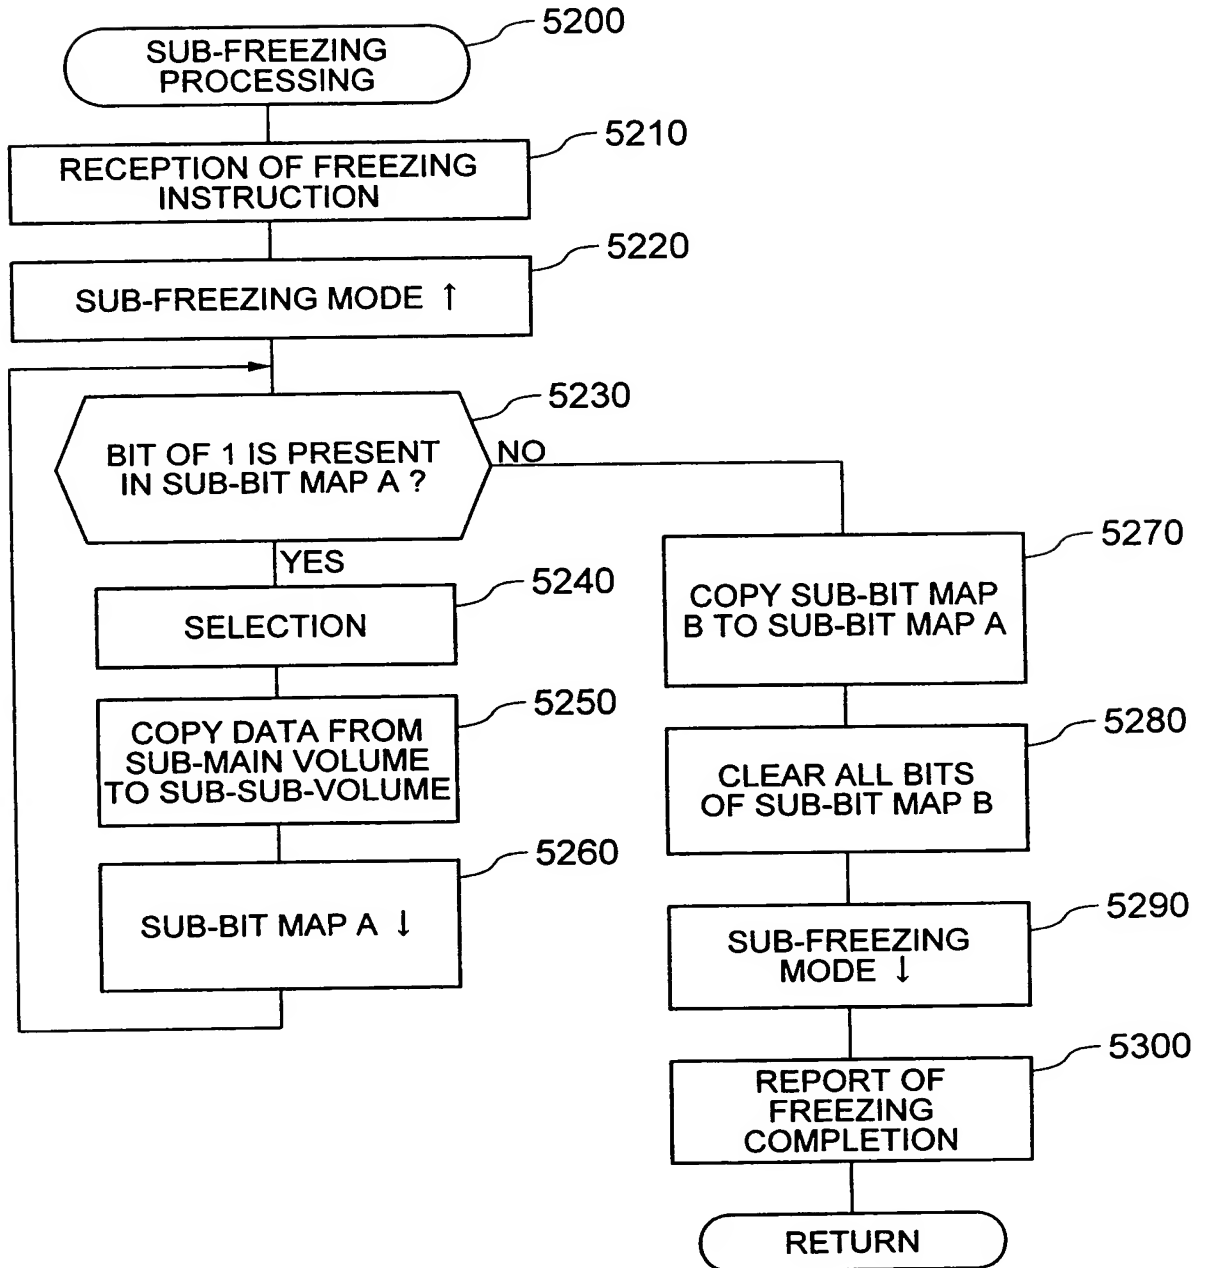 5200
SUB-FREEZING
PROCESSING
5210
RECEPTION OF FREEZING
INSTRUCTION
5220
SUB-FREEZING MODE ↑
5230
BIT OF 1 IS PRESENT
IN SUB-BIT MAP A ?
NO
YES
5240
SELECTION
5250
COPY DATA FROM
SUB-MAIN VOLUME
TO SUB-SUB-VOLUME
5260
SUB-BIT MAP A ↓
5270
COPY SUB-BIT MAP
B TO SUB-BIT MAP A
5280
CLEAR ALL BITS
OF SUB-BIT MAP B
5290
SUB-FREEZING
MODE ↓
5300
REPORT OF
FREEZING
COMPLETION
RETURN